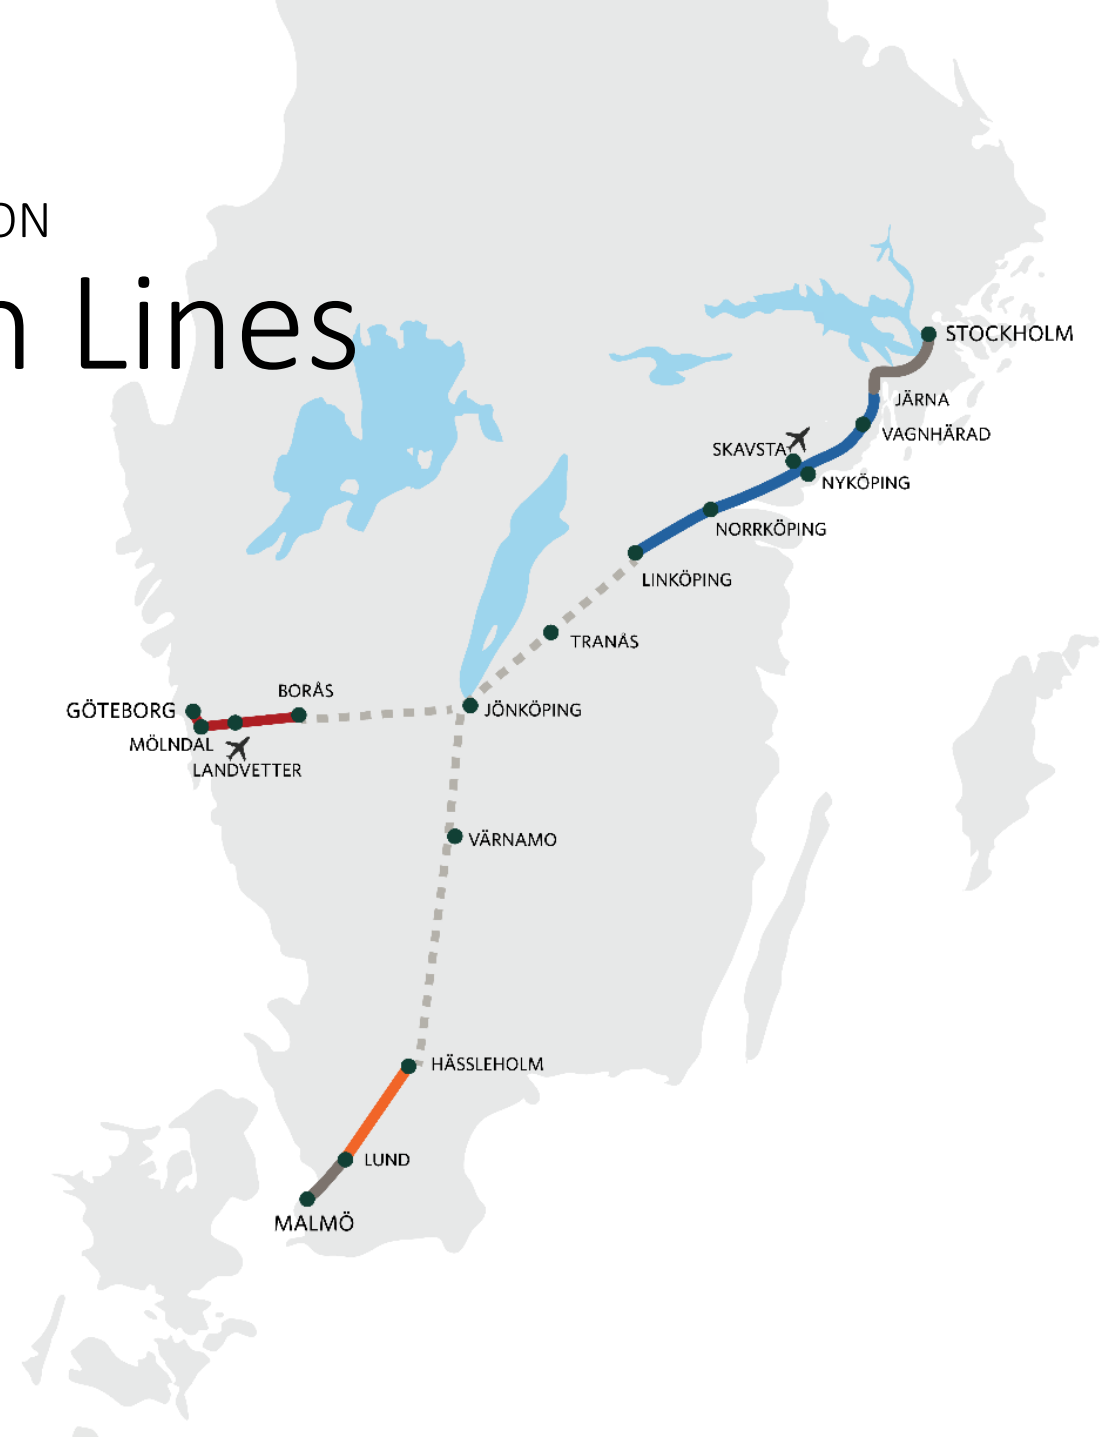 ON
n Lines
STOCKHOLM
JÄRNA
VAGNHÄRAD
SKAVSTA
NYKÖPING
NORRKÖPING
LINKÖPING
TRANÅS
BORÅS
GÖTEBORG
JÖNKÖPING
MÖLNDAL
LANDVETTER
VÄRNAMO
HÄSSLEHOLM
LUND
MALMÖ